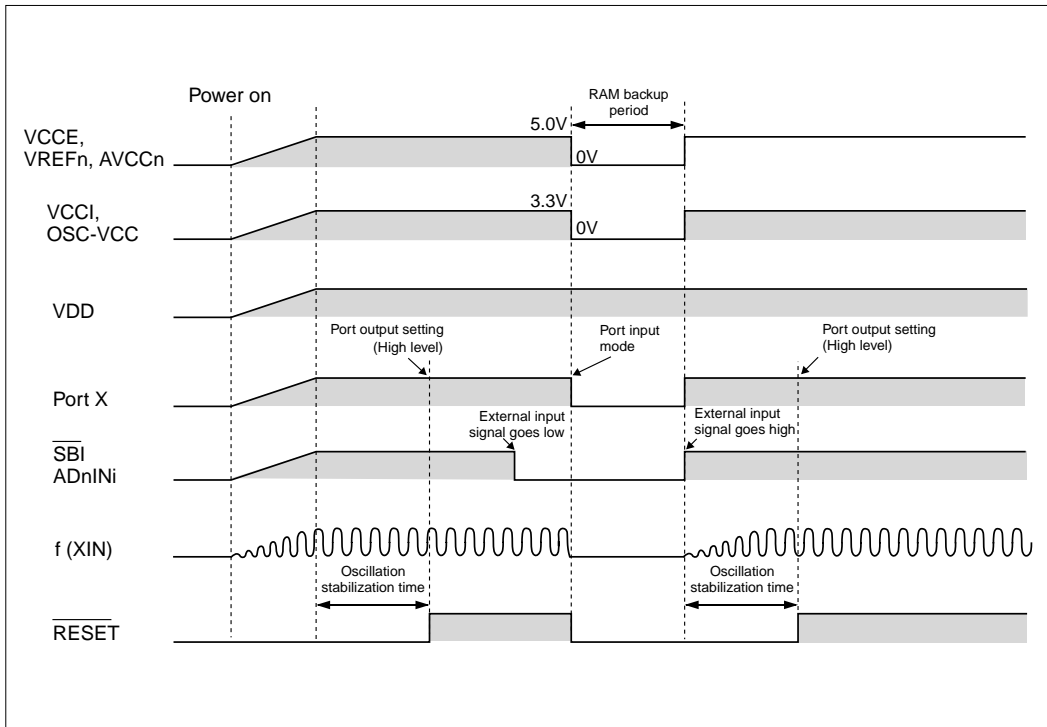 Power on
RAM backup
period
VCCE,
VREFn, AVCCn
5.0V
0V
VCCI,
OSC-VCC
3.3V
0V
VDD
Port output setting
(High level)
Port input
mode
Port output setting
(High level)
Port X
External input
signal goes low
External input
signal goes high
SBI
ADnINi
f (XIN)
Oscillation
stabilization time
Oscillation
stabilization time
RESET